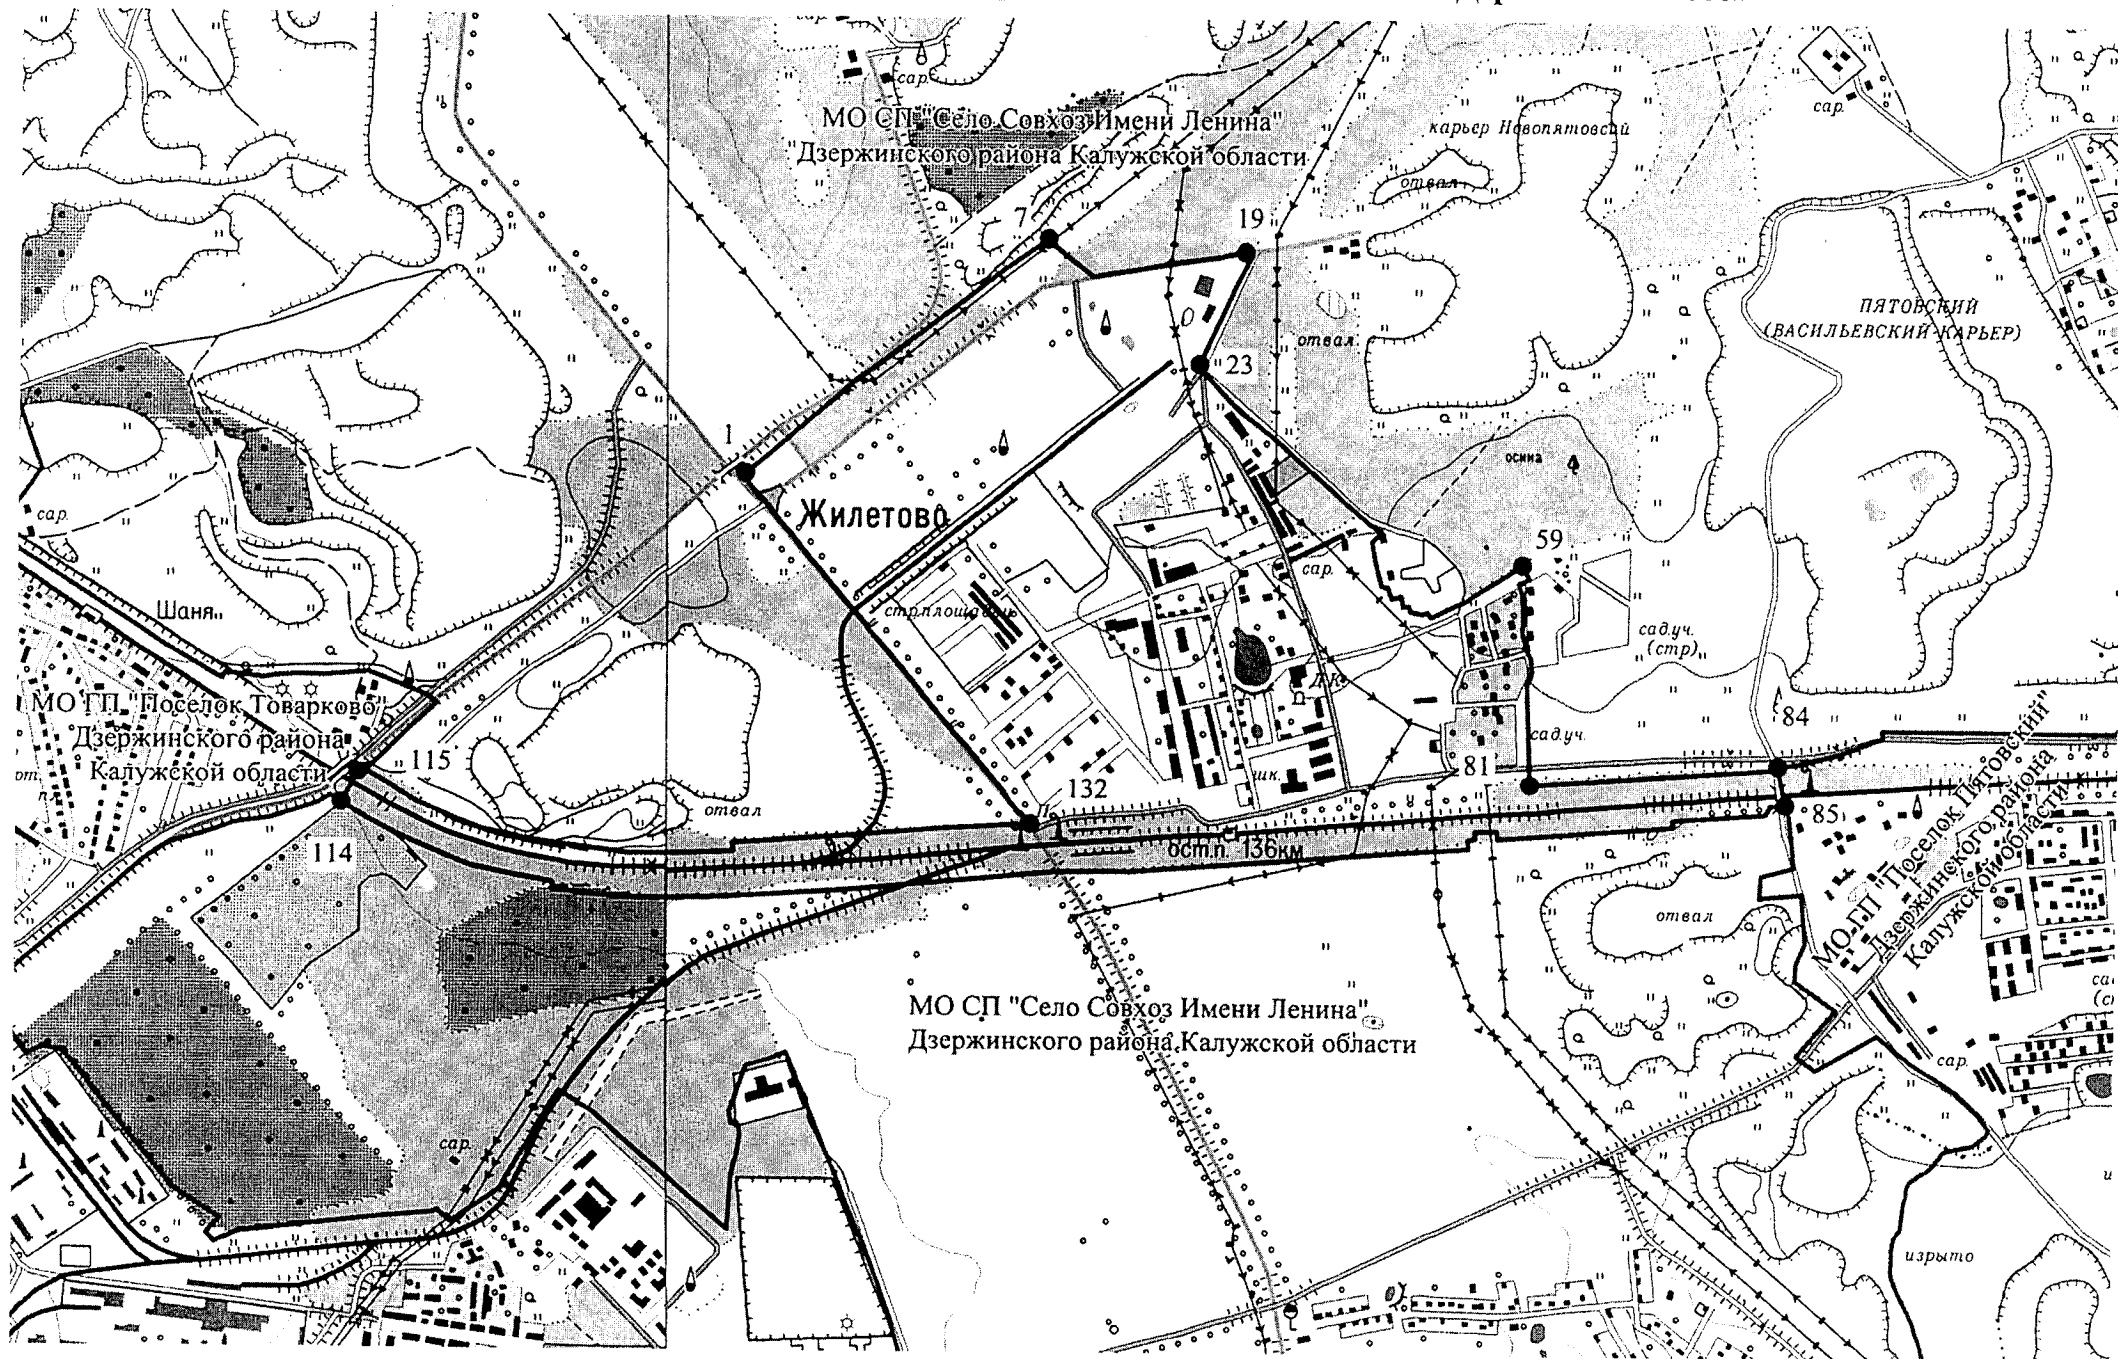 сар.
МО СП "Село Совхоз Имени Ленина"
Дзержинского района Калужской области
карьер Новопятовсий
отвал
сар.
7
19
ПЯТОВСКИЙ
(ВАСИЛЬЕВСКИЙ КАРЬЕР)
отвал
23
1
осина
Жилетово
сар.
59
сар.
Шаня
стр.площадь
сад.уч.
(стр)
Д.К.
МО ГП "Поселок Товарково"
Дзержинского района
Калужской области
84
сад.уч.
115
81
шк.
132
отвал
85
114
ост.п 136км
МО ГП "Поселок Пятовский"
Дзержинского района
Калужской области
отвал
МО СП "Село Совхоз Имени Ленина"
Дзержинского района Калужской области
сар.
сар.
изрыто